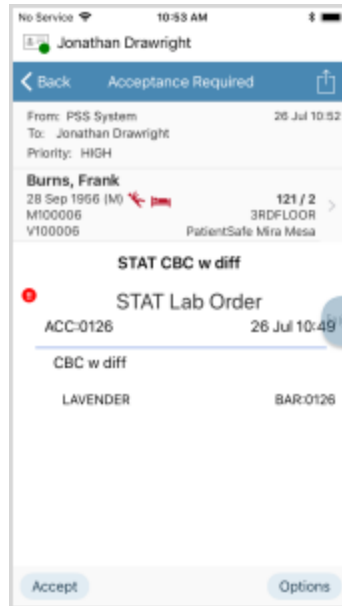 No Service 10:53 AM
Jonathan Drawright
Back Acceptance Required
From: PSS System 26 Jul 10:52
To: Jonathan Drawright
Priority: HIGH
Burns, Frank
28 Sep 1966 (M) 121 / 2
M100006 3RDFLOOR
V100006 PatientSafe Mira Mesa
STAT CBC w diff
STAT Lab Order
ACC:0126 26 Jul 10:49
CBC w diff
LAVENDER BAR:0126
Accept Options